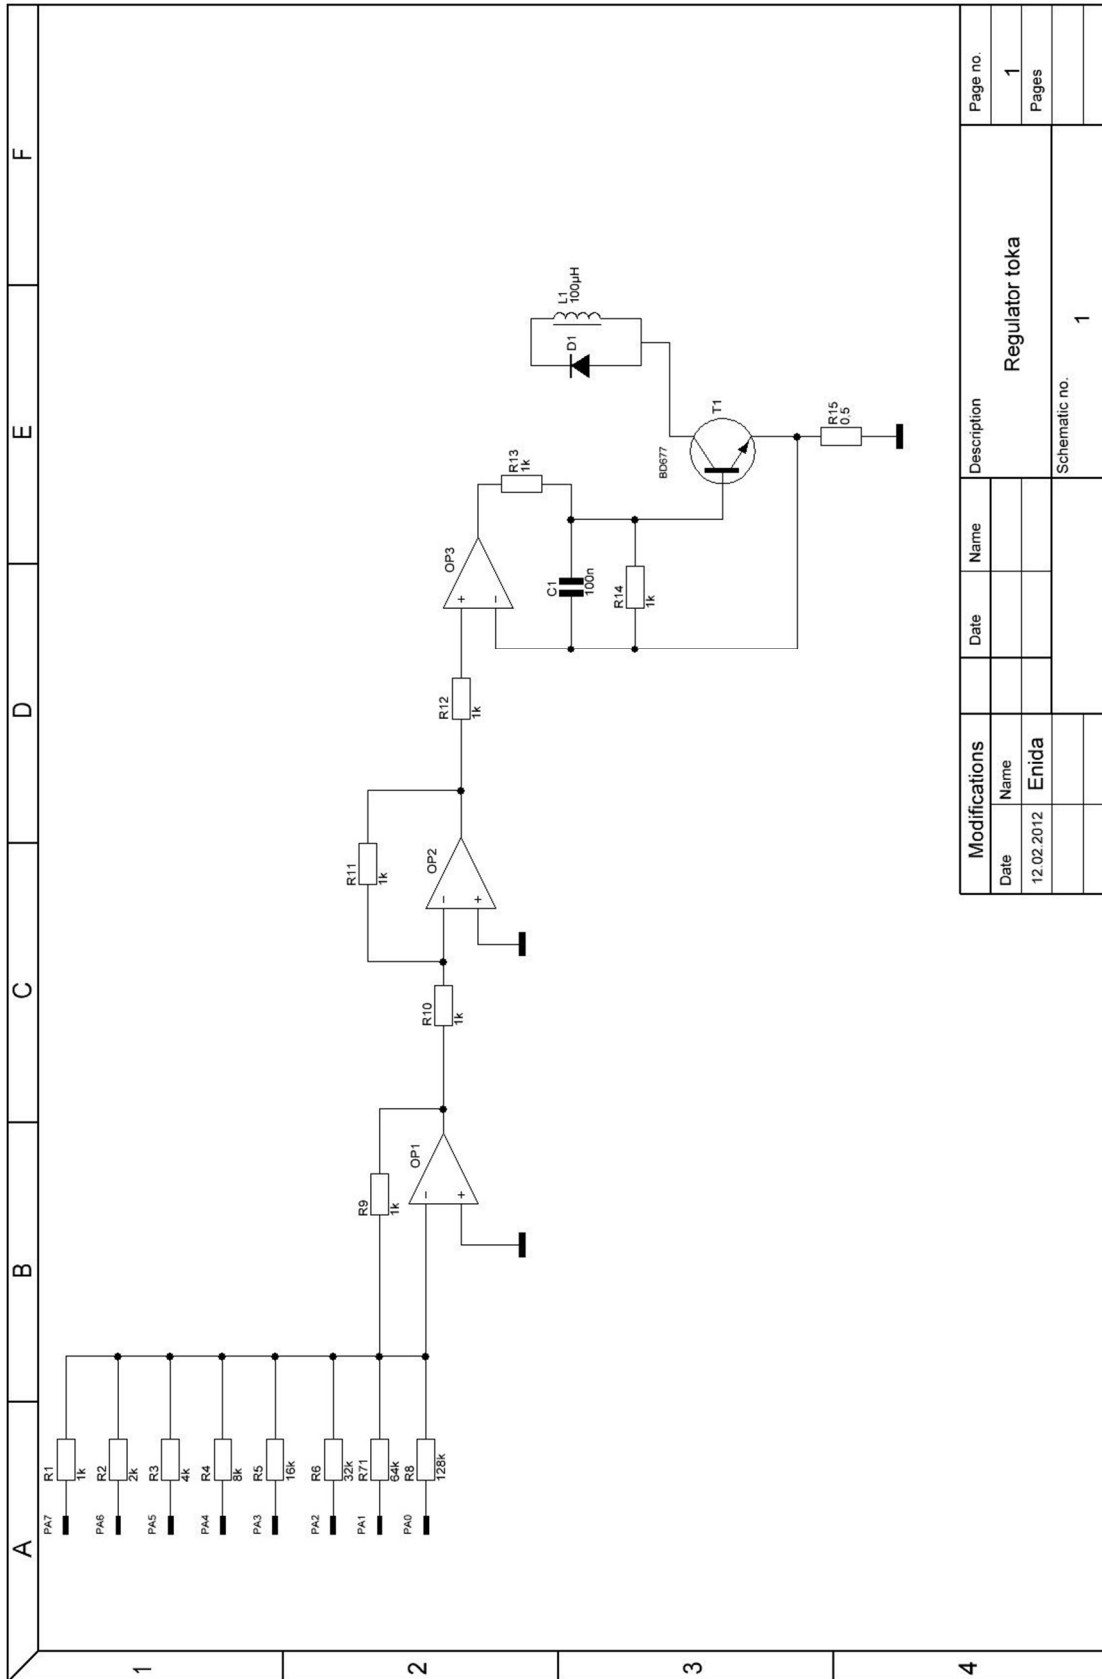 A
B
C
D
E
F
1
2
3
4
PA7
R1
1k
PA6
R2
2k
PA5
R3
4k
PA4
R4
8k
PA3
R5
16k
PA2
R6
32k
PA1
R71
64k
PA0
R8
128k
R9
1k
OP1
-
+
R10
1k
R11
1k
OP2
-
+
R12
1k
OP3
+
-
R13
1k
C1
100n
R14
1k
BD677
T1
D1
L1
100µH
R15
0.5
Modifications
Date
Name
12.02.2012
Enida
Date
Name
Description
Regulator toka
Schematic no.
1
Page no.
1
Pages